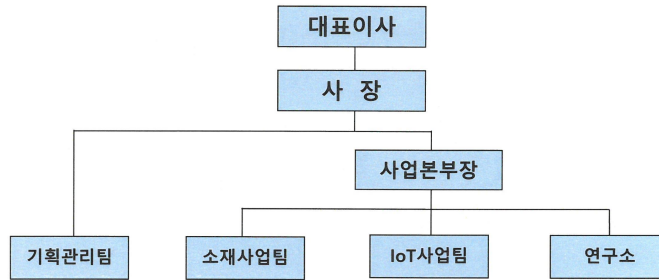 대표이사
사 장
사업본부장
기획관리팀
소재사업팀
IoT사업팀
연구소